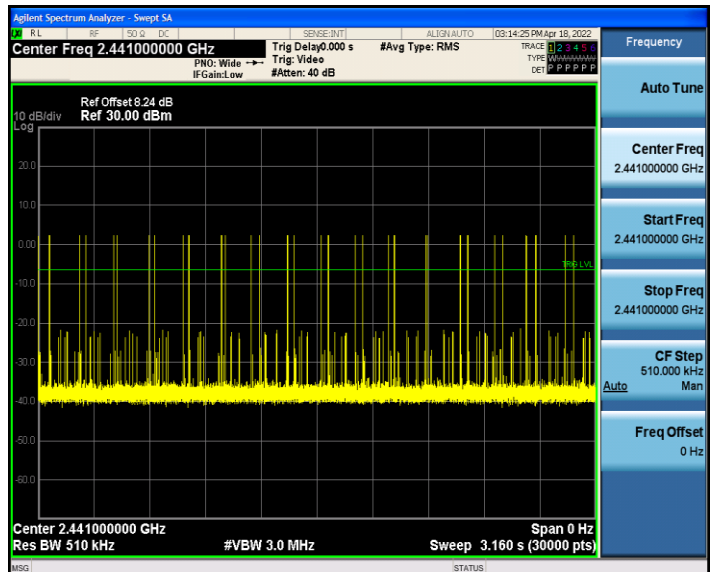 Agilent Spectrum Analyzer - Swept SA
RL RF 50 Ω DC SENSE:INT ALIGN AUTO 03:14:25 PM Apr 18, 2022
Center Freq 2.441000000 GHz
PNO: Wide
IFGain:Low
Trig Delay0.000 s
Trig: Video
#Atten: 40 dB
#Avg Type: RMS
TRACE 1 2 3 4 5 6
TYPE
DET P P P P P P
Ref Offset 8.24 dB
10 dB/div Ref 30.00 dBm
Log
20.0
10.0
0.00
TRIG LVL
-10.0
-20.0
-30.0
-40.0
-50.0
-60.0
Center 2.441000000 GHz Span 0 Hz
Res BW 510 kHz #VBW 3.0 MHz Sweep 3.160 s (30000 pts)
MSG STATUS
Frequency
Auto Tune
Center Freq
2.441000000 GHz
Start Freq
2.441000000 GHz
Stop Freq
2.441000000 GHz
CF Step
510.000 kHz
Auto Man
Freq Offset
0 Hz